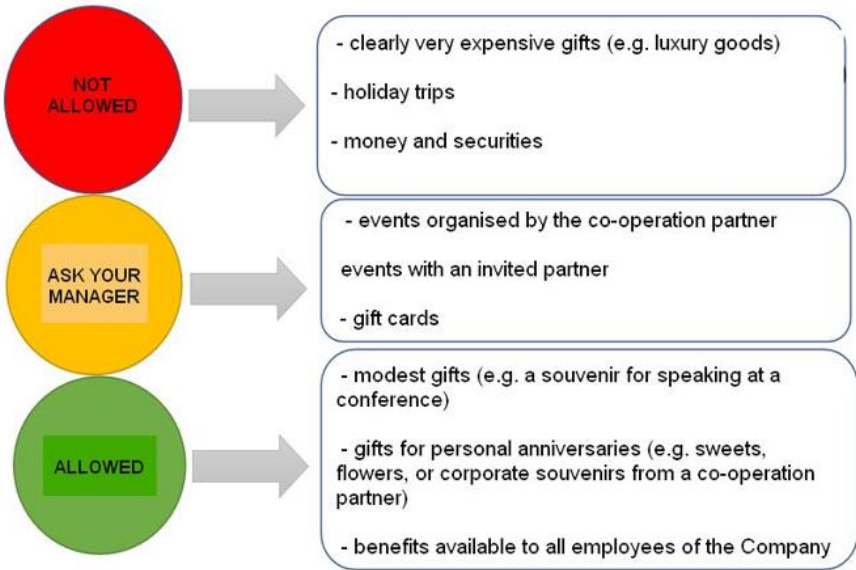 NOT
ALLOWED
- clearly very expensive gifts (e.g. luxury goods)
- holiday trips
- money and securities
ASK YOUR
MANAGER
- events organised by the co-operation partner
events with an invited partner
- gift cards
ALLOWED
- modest gifts (e.g. a souvenir for speaking at a
conference)
- gifts for personal anniversaries (e.g. sweets,
flowers, or corporate souvenirs from a co-operation
partner)
- benefits available to all employees of the Company